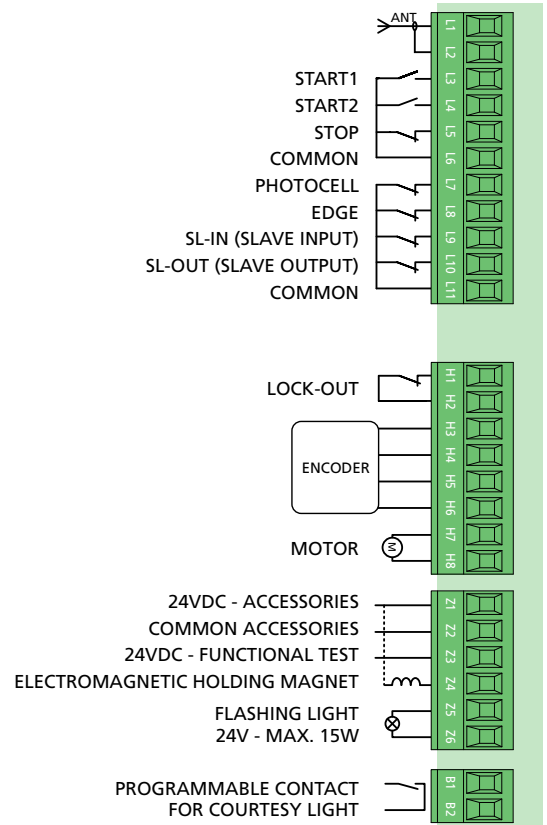 ANT
L1
L2
START1
L3
START2
L4
STOP
L5
COMMON
L6
PHOTOCELL
L7
EDGE
L8
SL-IN (SLAVE INPUT)
L9
SL-OUT (SLAVE OUTPUT)
L10
COMMON
L11
LOCK-OUT
H1
H2
H3
ENCODER
H4
H5
H6
MOTOR
M
H7
H8
24VDC - ACCESSORIES
Z1
COMMON ACCESSORIES
Z2
24VDC - FUNCTIONAL TEST
Z3
ELECTROMAGNETIC HOLDING MAGNET
Z4
FLASHING LIGHT
Z5
24V - MAX. 15W
Z6
PROGRAMMABLE CONTACT
B1
FOR COURTESY LIGHT
B2